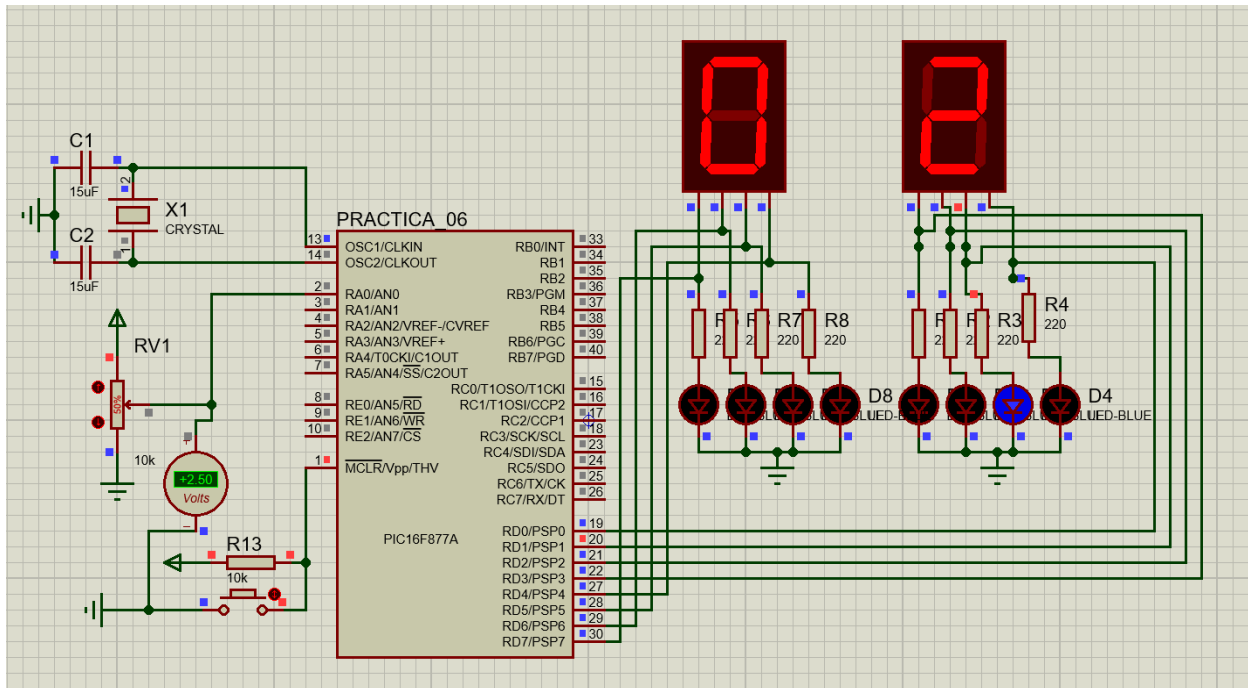 02
C1
15uF
X1
CRYSTAL
2
1
C2
15uF
PRACTICA_06
13 OSC1/CLKIN
14 OSC2/CLKOUT
2 RA0/AN0
3 RA1/AN1
4 RA2/AN2/VREF-/CVREF
5 RA3/AN3/VREF+
6 RA4/T0CKI/C1OUT
7 RA5/AN4/SS/C2OUT
8 RE0/AN5/RD
9 RE1/AN6/WR
10 RE2/AN7/CS
1 MCLR/Vpp/THV
RB0/INT 33
RB1 34
RB2 35
RB3/PGM 36
RB4 37
RB5 38
RB6/PGC 39
RB7/PGD 40
RC0/T1OSO/T1CKI 15
RC1/T1OSI/CCP2 16
RC2/CCP1 17
RC3/SCK/SCL 18
RC4/SDI/SDA 23
RC5/SDO 24
RC6/TX/CK 25
RC7/RX/DT 26
RD0/PSP0 19
RD1/PSP1 20
RD2/PSP2 21
RD3/PSP3 22
RD4/PSP4 27
RD5/PSP5 28
RD6/PSP6 29
RD7/PSP7 30
PIC16F877A
RV1
50%
10k
+2.50
Volts
R13
10k
R7
220
R8
220
D8
R3
220
R4
220
D4
LED-BLUE